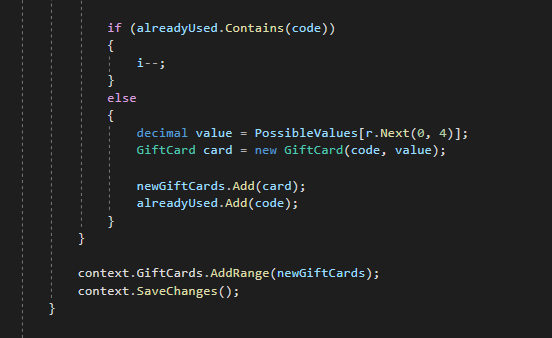 if (alreadyUsed.Contains(code))
{
i--;
}
else
{
decimal value = PossibleValues[r.Next(0, 4)];
GiftCard card = new GiftCard(code, value);
newGiftCards.Add(card);
alreadyUsed.Add(code);
}
}
context.GiftCards.AddRange(newGiftCards);
context.SaveChanges();
}